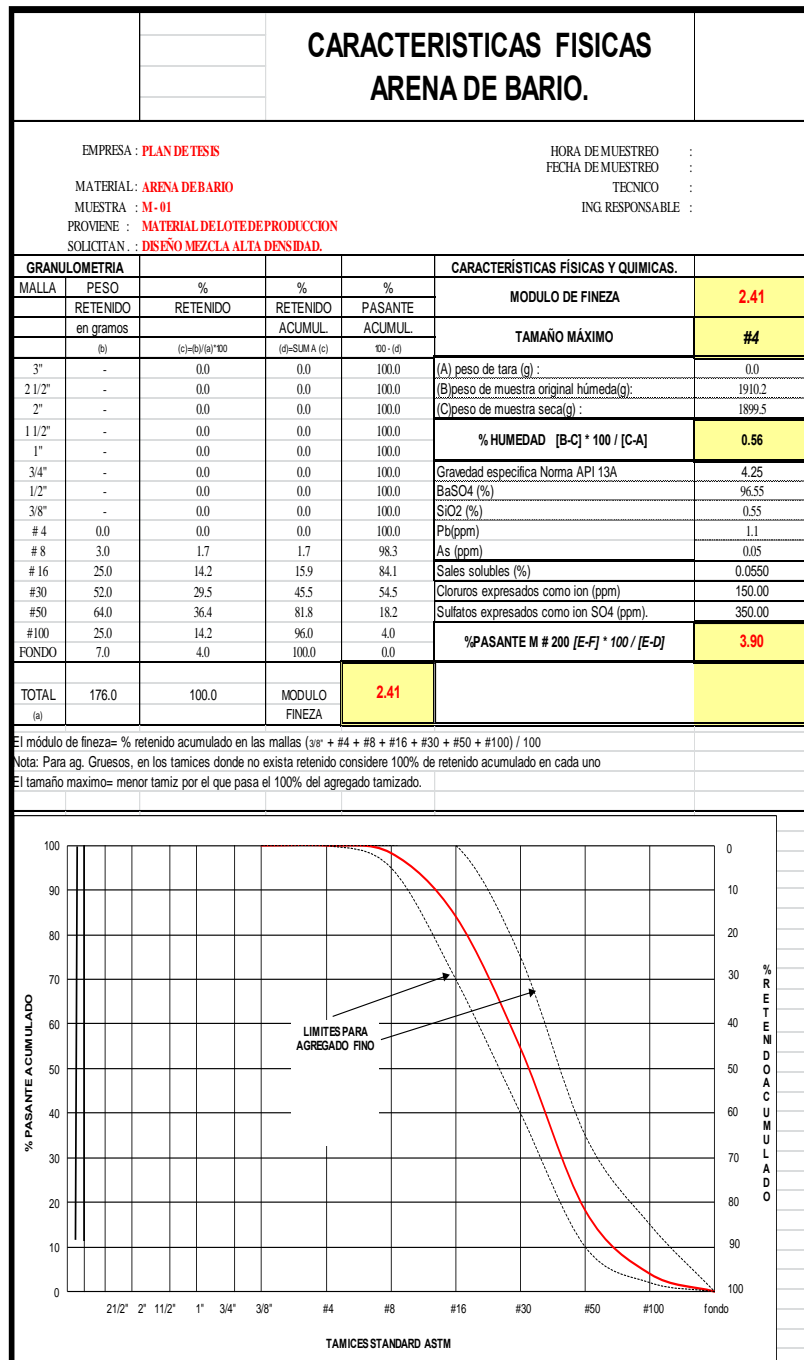 CARACTERISTICAS FISICAS
ARENA DE BARIO.
EMPRESA : PLAN DE TESIS
HORA DE MUESTREO :
FECHA DE MUESTREO :
MATERIAL : ARENA DE BARIO
TECNICO :
MUESTRA : M - 01
ING. RESPONSABLE :
PROVIENE : MATERIAL DE LOTE DE PRODUCCION
SOLICITAN . : DISEÑO MEZCLA ALTA DENSIDAD.
GRANULOMETRIA
CARACTERÍSTICAS FÍSICAS Y QUIMICAS.
MALLA PESO % % %
RETENIDO RETENIDO RETENIDO PASANTE
en gramos ACUMUL. ACUMUL.
(b) (c)=(b)/(a)*100 (d)=SUMA (c) 100 - (d)
MODULO DE FINEZA 2.41
TAMAÑO MÁXIMO #4
3" - 0.0 0.0 100.0 (A) peso de tara (g) : 0.0
2 1/2" - 0.0 0.0 100.0 (B)peso de muestra original húmeda(g): 1910.2
2" - 0.0 0.0 100.0 (C)peso de muestra seca(g) : 1899.5
1 1/2" - 0.0 0.0 100.0
1" - 0.0 0.0 100.0
% HUMEDAD [B-C] * 100 / [C-A] 0.56
3/4" - 0.0 0.0 100.0 Gravedad especifica Norma API 13A 4.25
1/2" - 0.0 0.0 100.0 BaSO4 (%) 96.55
3/8" - 0.0 0.0 100.0 SiO2 (%) 0.55
# 4 0.0 0.0 0.0 100.0 Pb(ppm) 1.1
# 8 3.0 1.7 1.7 98.3 As (ppm) 0.05
# 16 25.0 14.2 15.9 84.1 Sales solubles (%) 0.0550
#30 52.0 29.5 45.5 54.5 Cloruros expresados como ion (ppm) 150.00
#50 64.0 36.4 81.8 18.2 Sulfatos expresados como ion SO4 (ppm). 350.00
#100 25.0 14.2 96.0 4.0
FONDO 7.0 4.0 100.0 0.0
%PASANTE M # 200 [E-F] * 100 / [E-D] 3.90
TOTAL 176.0 100.0 MODULO 2.41
(a) FINEZA
El módulo de fineza= % retenido acumulado en las mallas (3/8" + #4 + #8 + #16 + #30 + #50 + #100) / 100
Nota: Para ag. Gruesos, en los tamices donde no exista retenido considere 100% de retenido acumulado en cada uno
El tamaño maximo= menor tamiz por el que pasa el 100% del agregado tamizado.
% PASANTE ACUMULADO
100
90
80
70
60
50
40
30
20
10
0
LIMITES PARA
AGREGADO FINO
0
10
20
30
40
50
60
70
80
90
100
% RETENIDO ACUMULADO
21/2" 2" 11/2" 1" 3/4" 3/8" #4 #8 #16 #30 #50 #100 fondo
TAMICES STANDARD ASTM